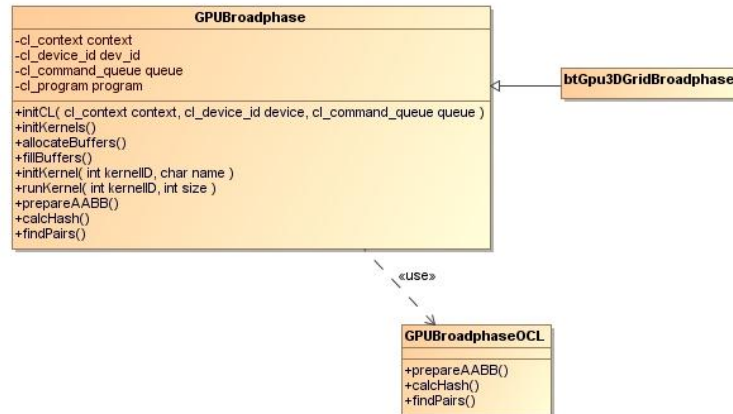 GPUBroadphase
-cl_context context
-cl_device_id dev_id
-cl_command_queue queue
-cl_program program
+initCL( cl_context context, cl_device_id device, cl_command_queue queue )
+initKernels()
+allocateBuffers()
+fillBuffers()
+initKernel( int kernelID, char name )
+runKernel( int kernelID, int size )
+prepareAABB()
+calcHash()
+findPairs()
btGpu3DGridBroadphase
«use»
GPUBroadphaseOCL
+prepareAABB()
+calcHash()
+findPairs()